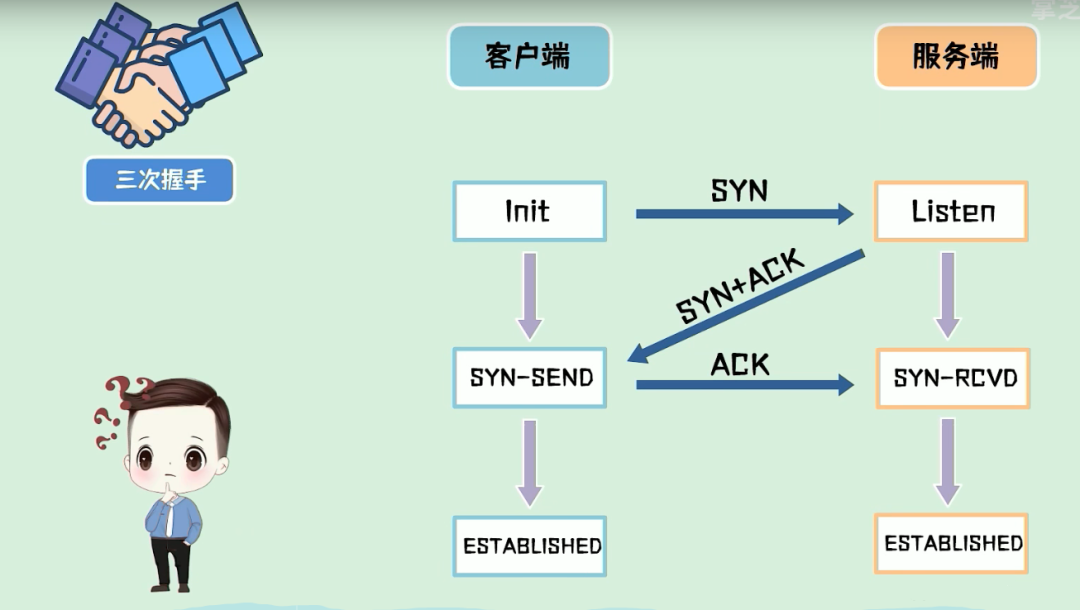 掌之
客户端
服务端
三次握手
Init
SYN
Listen
SYN+ACK
SYN-SEND
ACK
SYN-RCVD
ESTABLISHED
ESTABLISHED